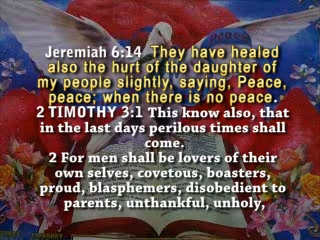 Jeremiah 6:14 They have healed
also the hurt of the daughter of
my people slightly, saying, Peace,
peace; when there is no peace.
2 TIMOTHY 3:1 This know also, that
in the last days perilous times shall
come.
2 For men shall be lovers of their
own selves, covetous, boasters,
proud, blasphemers, disobedient to
parents, unthankful, unholy,